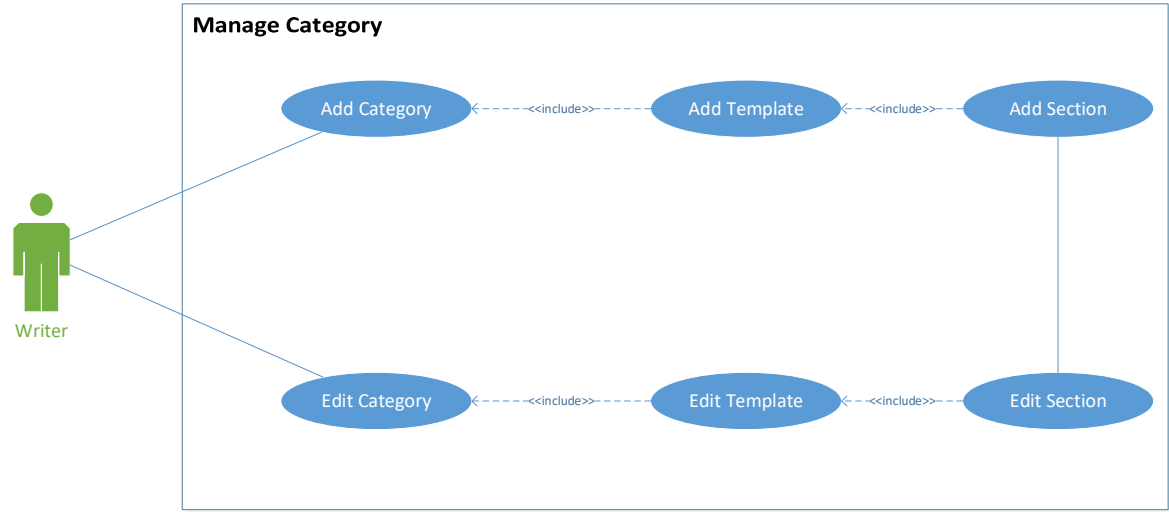 Manage Category
Add Category
<<include>>
Add Template
<<include>>
Add Section
Writer
Edit Category
<<include>>
Edit Template
<<include>>
Edit Section